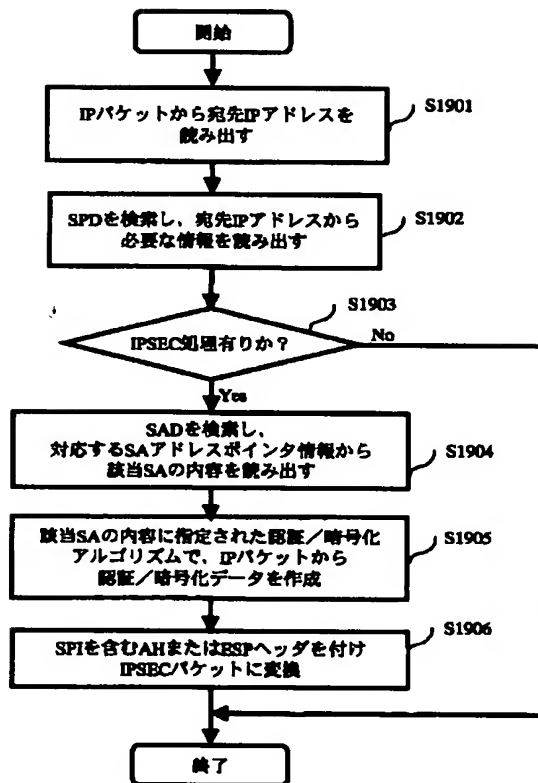 開始
IPパケットから宛先IPアドレスを
読み出す
S1901
SPDを検索し、宛先IPアドレスから
必要な情報を読み出す
S1902
S1903
IPSEC処理有りか？
No
Yes
SADを検索し、
対応するSAアドレスポインタ情報から
該当SAの内容を読み出す
S1904
該当SAの内容に指定された認証／暗号化
アルゴリズムで、IPパケットから
認証／暗号化データを作成
S1905
SPIを含むAHまたはESPヘッダを付け
IPSECパケットに変換
S1906
終了